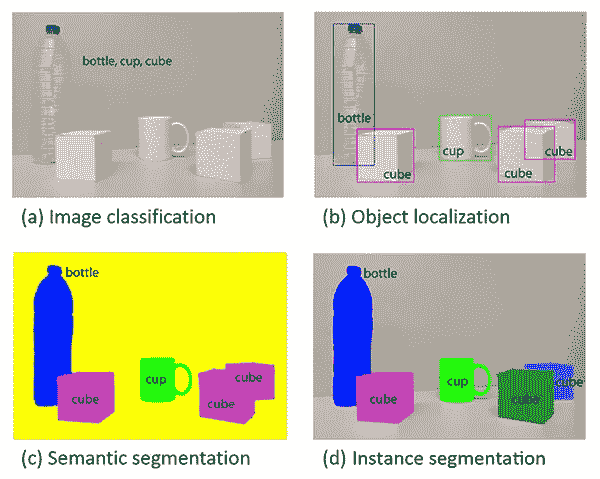 bottle, cup, cube
(a) Image classification
bottle
cup
cube
cube
cube
(b) Object localization
bottle
cup
cube
cube
cube
(c) Semantic segmentation
bottle
cup
cube
cube
cube
(d) Instance segmentation